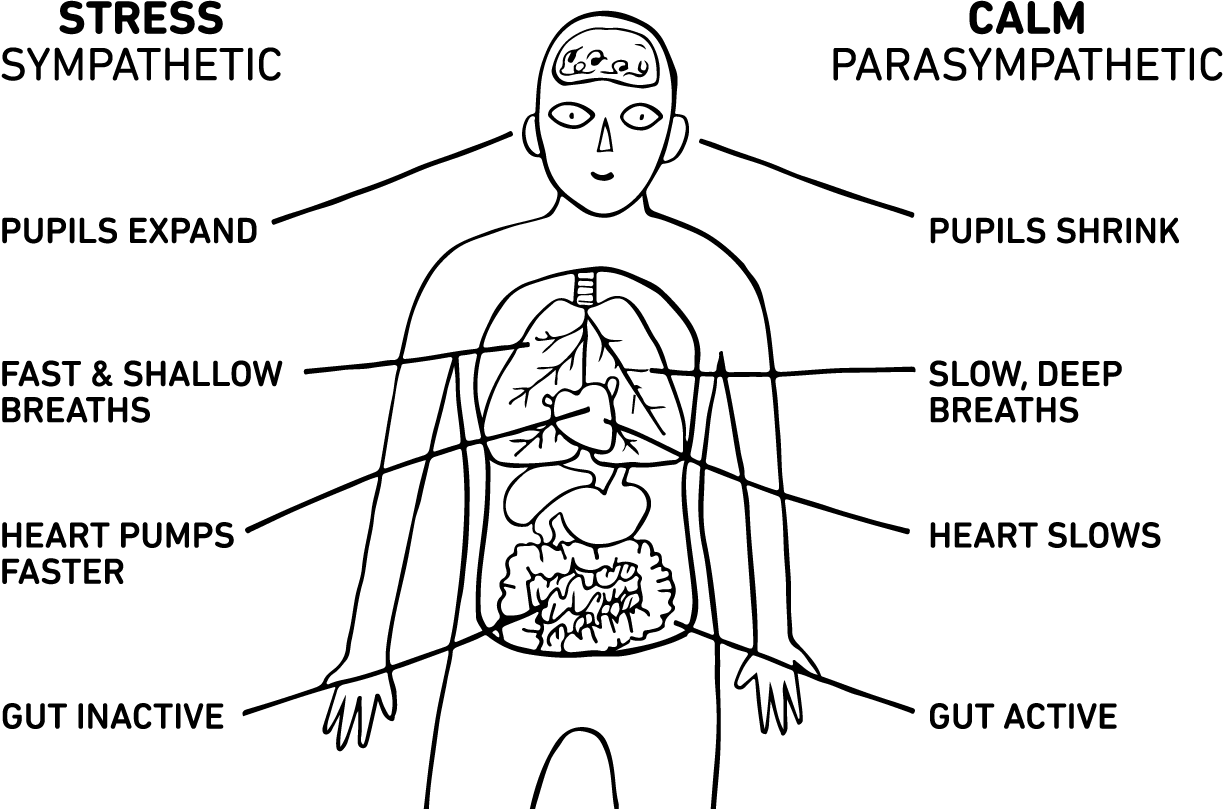 STRESS
SYMPATHETIC
CALM
PARASYMPATHETIC
PUPILS EXPAND
PUPILS SHRINK
FAST & SHALLOW
BREATHS
SLOW, DEEP
BREATHS
HEART PUMPS
FASTER
HEART SLOWS
GUT INACTIVE
GUT ACTIVE